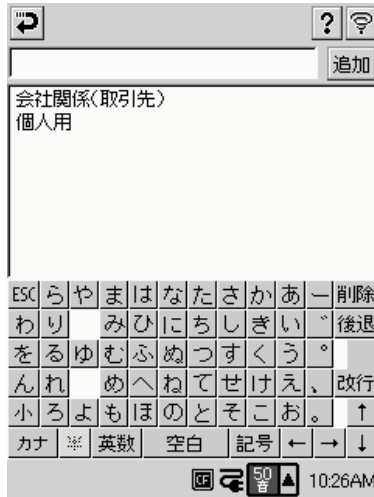 ?
追加
会社関係(取引先)
個人用
ESC ら や ま は な た さ か あ ー 削除
わ り み ひ に ち し き い ゛ 後退
を る ゆ む ふ ぬ つ す く う ゜
ん れ め へ ね て せ け え 、 改行
小 ろ よ も ほ の と そ こ お 。 ↑
カナ ※ 英数 空白 記号 ← → ↓
CF 50音 ▲ 10:26AM